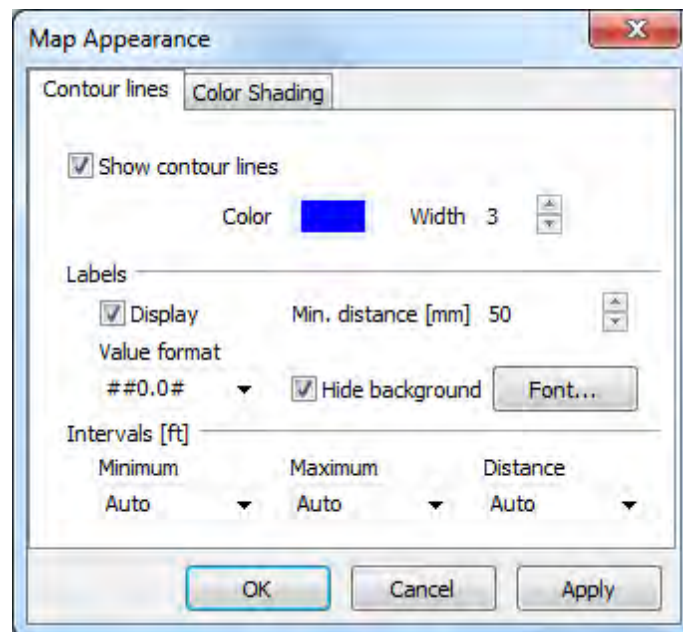 Map Appearance
Contour lines Color Shading
Show contour lines
Color Width 3
Labels
Display Min. distance [mm] 50
Value format
##0.0# Hide background Font...
Intervals [ft]
Minimum Maximum Distance
Auto Auto Auto
OK Cancel Apply